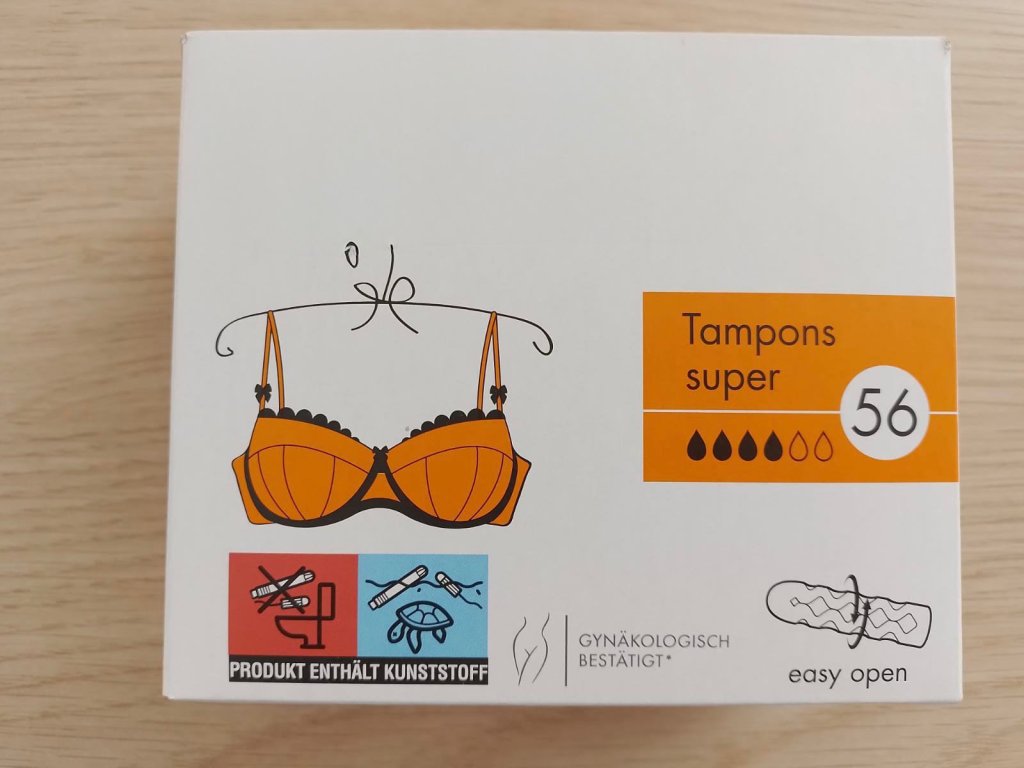 Tampons
super
56
PRODUKT ENTHÄLT KUNSTSTOFF
GYNÄKOLOGISCH
BESTÄTIGT*
easy open